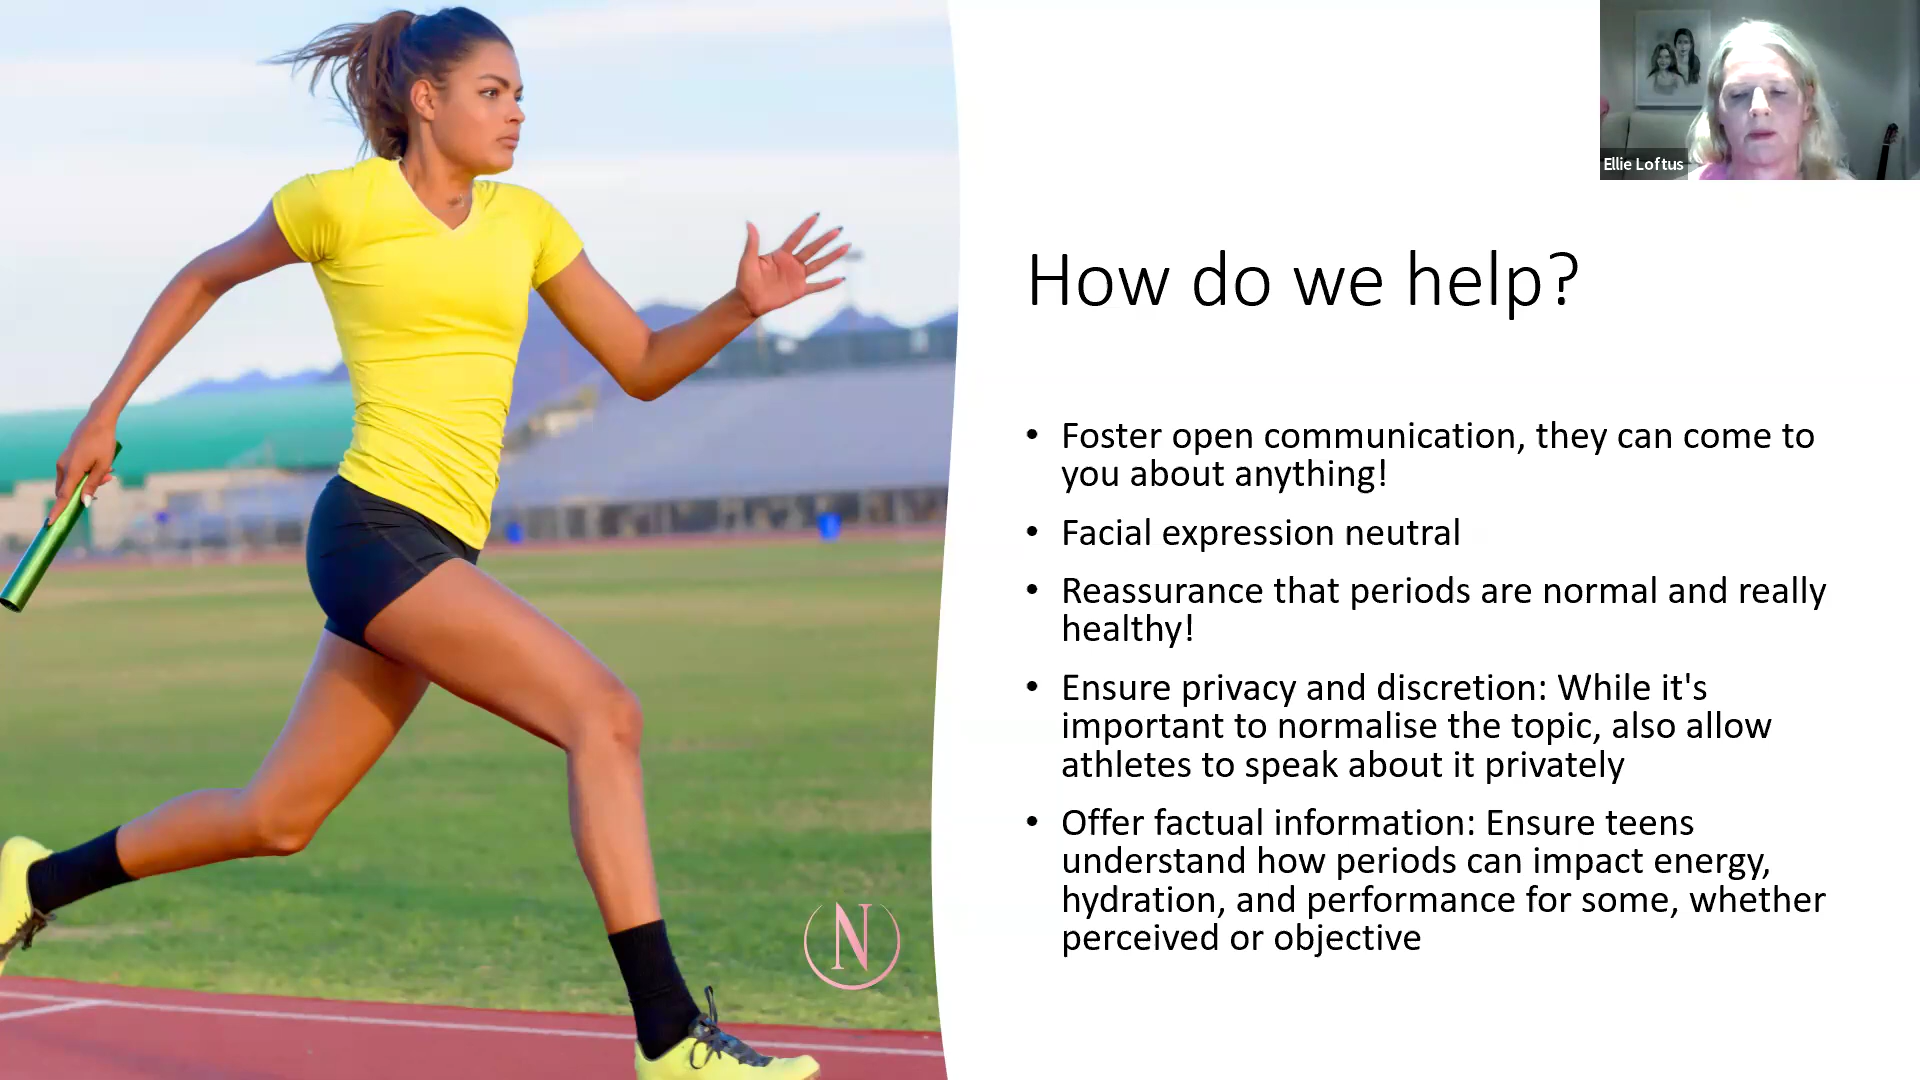 Ellie Loftus
How do we help?
• Foster open communication, they can come to
you about anything!
• Facial expression neutral
• Reassurance that periods are normal and really
healthy!
• Ensure privacy and discretion: While it's
important to normalise the topic, also allow
athletes to speak about it privately
• Offer factual information: Ensure teens
understand how periods can impact energy,
hydration, and performance for some, whether
perceived or objective
N